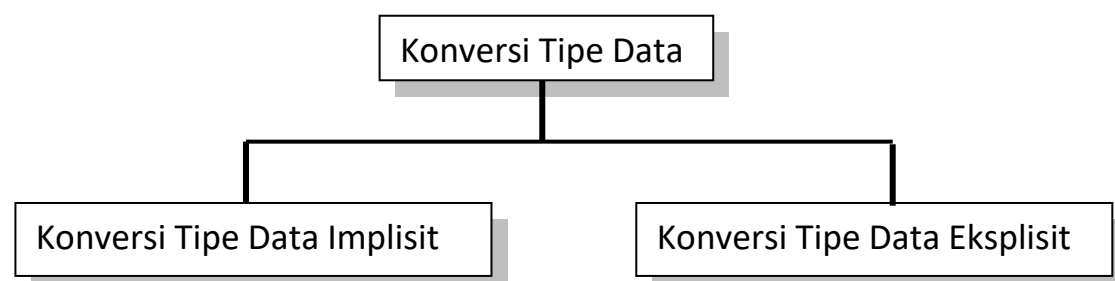 Konversi Tipe Data
Konversi Tipe Data Implisit
Konversi Tipe Data Eksplisit